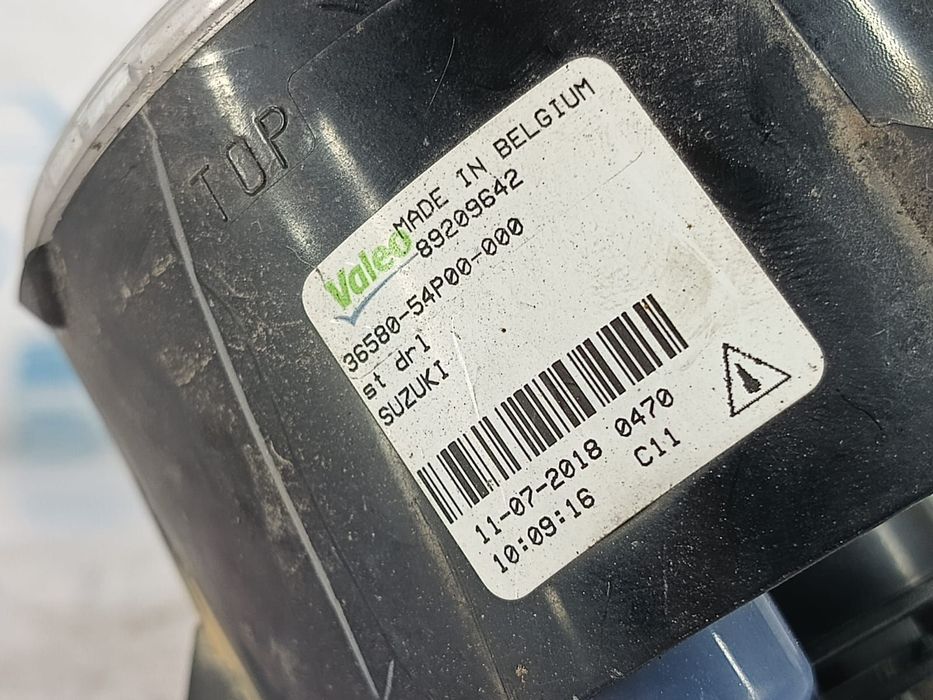 TOP
MADE IN BELGIUM
Valeo 89209642
36580-54P00-000
st drl
SUZUKI
11-07-2018 0470
10:09:16 C11